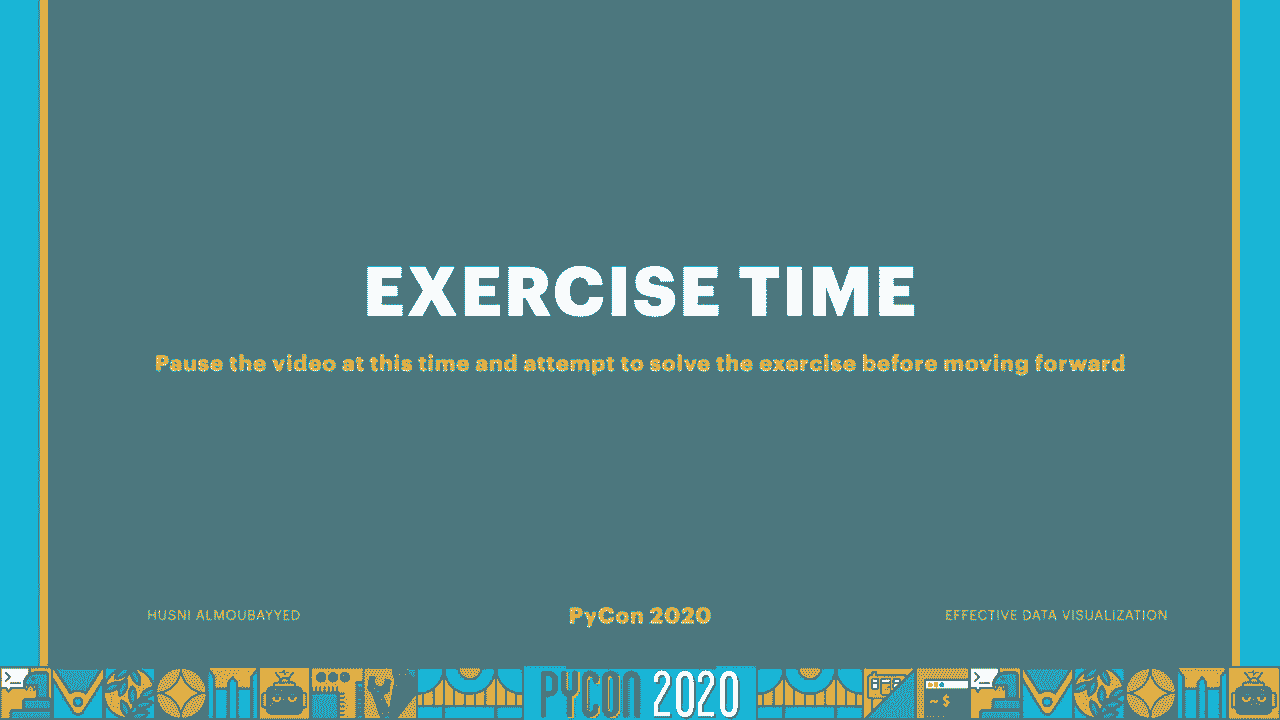 EXERCISE TIME
Pause the video at this time and attempt to solve the exercise before moving forward
HUSNI ALMOUBAYYED
PyCon 2020
EFFECTIVE DATA VISUALIZATION
PYCON 2020
~ $